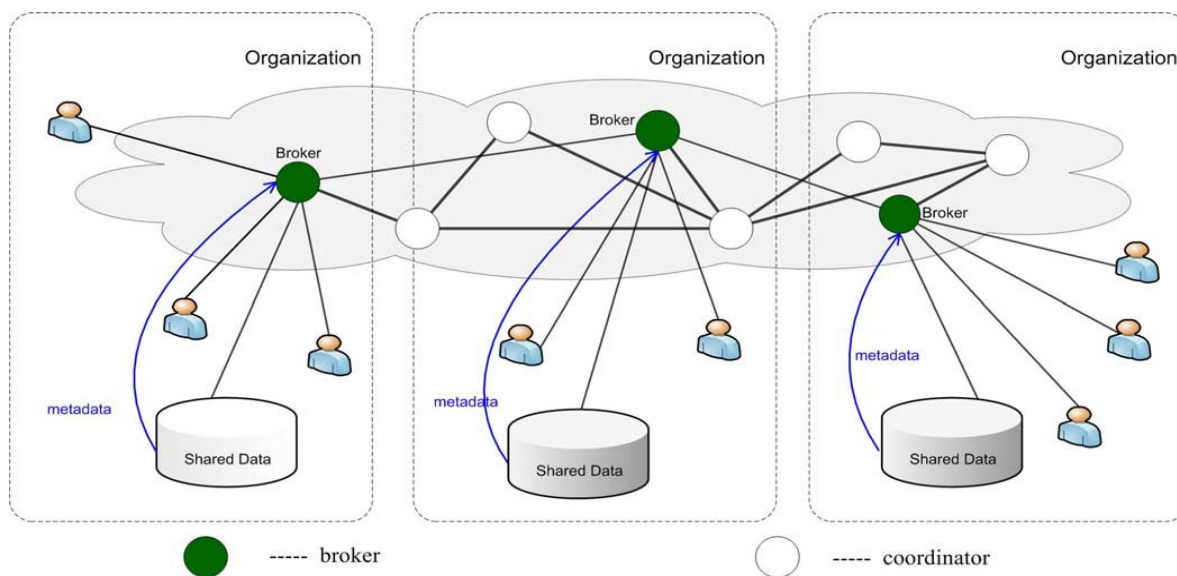 Organization
Organization
Organization
Broker
Broker
Broker
metadata
metadata
metadata
Shared Data
Shared Data
Shared Data
----- broker
----- coordinator